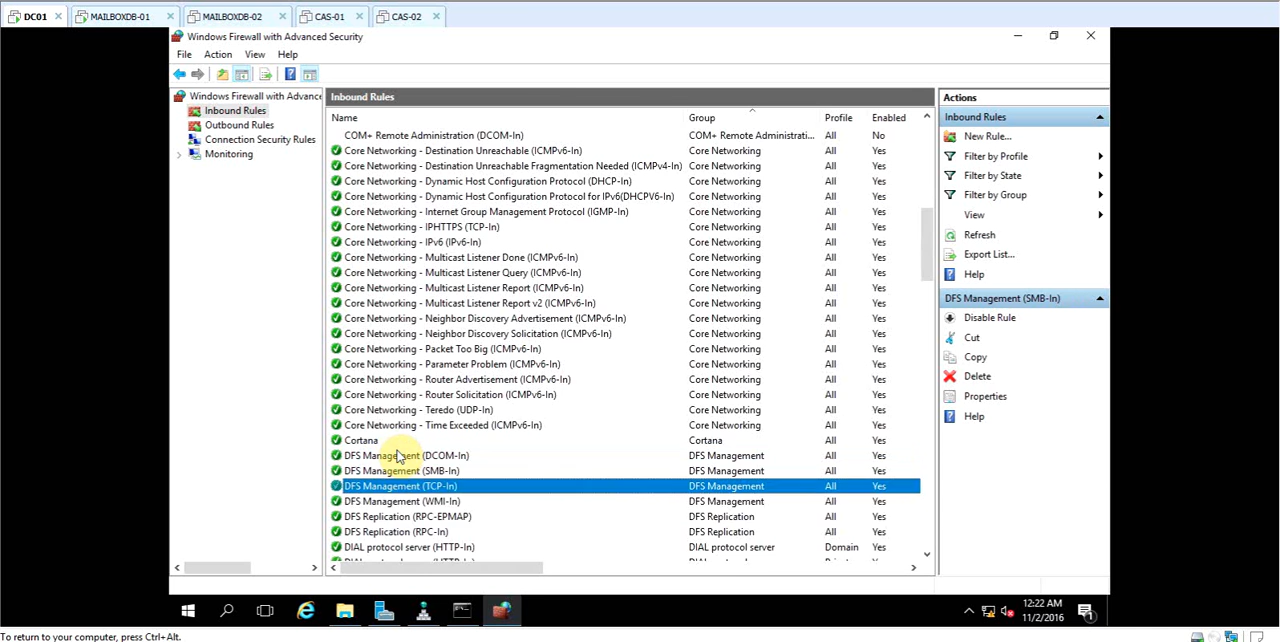 DC01 MAILBOXDB-01 MAILBOXDB-02 CAS-01 CAS-02
Windows Firewall with Advanced Security
File Action View Help
Windows Firewall with Advance
Inbound Rules
Outbound Rules
Connection Security Rules
Monitoring
Inbound Rules
Name Group Profile Enabled
COM+ Remote Administration (DCOM-In) COM+ Remote Administrati... All No
Core Networking - Destination Unreachable (ICMPv6-In) Core Networking All Yes
Core Networking - Destination Unreachable Fragmentation Needed (ICMPv4-In) Core Networking All Yes
Core Networking - Dynamic Host Configuration Protocol (DHCP-In) Core Networking All Yes
Core Networking - Dynamic Host Configuration Protocol for IPv6(DHCPV6-In) Core Networking All Yes
Core Networking - Internet Group Management Protocol (IGMP-In) Core Networking All Yes
Core Networking - IPHTTPS (TCP-In) Core Networking All Yes
Core Networking - IPv6 (IPv6-In) Core Networking All Yes
Core Networking - Multicast Listener Done (ICMPv6-In) Core Networking All Yes
Core Networking - Multicast Listener Query (ICMPv6-In) Core Networking All Yes
Core Networking - Multicast Listener Report (ICMPv6-In) Core Networking All Yes
Core Networking - Multicast Listener Report v2 (ICMPv6-In) Core Networking All Yes
Core Networking - Neighbor Discovery Advertisement (ICMPv6-In) Core Networking All Yes
Core Networking - Neighbor Discovery Solicitation (ICMPv6-In) Core Networking All Yes
Core Networking - Packet Too Big (ICMPv6-In) Core Networking All Yes
Core Networking - Parameter Problem (ICMPv6-In) Core Networking All Yes
Core Networking - Router Advertisement (ICMPv6-In) Core Networking All Yes
Core Networking - Router Solicitation (ICMPv6-In) Core Networking All Yes
Core Networking - Teredo (UDP-In) Core Networking All Yes
Core Networking - Time Exceeded (ICMPv6-In) Core Networking All Yes
Cortana Cortana All Yes
DFS Management (DCOM-In) DFS Management All Yes
DFS Management (SMB-In) DFS Management All Yes
DFS Management (TCP-In) DFS Management All Yes
DFS Management (WMI-In) DFS Management All Yes
DFS Replication (RPC-EPMAP) DFS Replication All Yes
DFS Replication (RPC-In) DFS Replication All Yes
DIAL protocol server (HTTP-In) DIAL protocol server Domain Yes
Actions
Inbound Rules
New Rule...
Filter by Profile
Filter by State
Filter by Group
View
Refresh
Export List...
Help
DFS Management (SMB-In)
Disable Rule
Cut
Copy
Delete
Properties
Help
12:22 AM
11/2/2016
1
To return to your computer, press Ctrl+Alt.